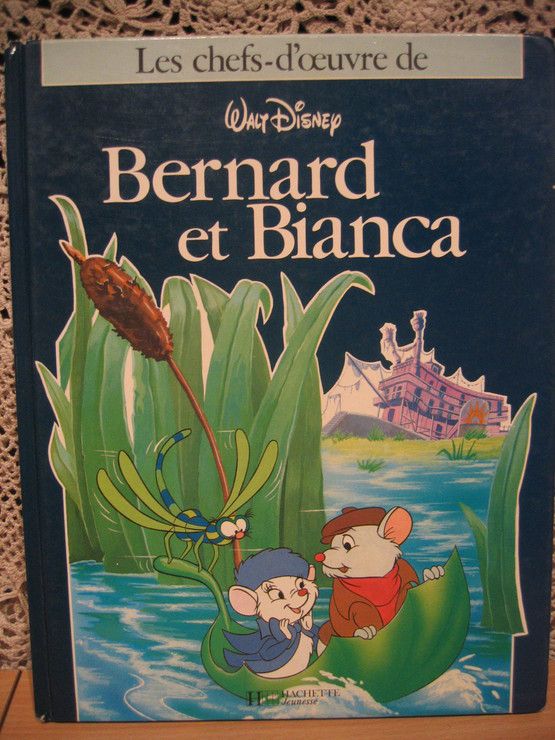 Les chefs-d'œuvre de
WALT DISNEY
Bernard
et Bianca
H HACHETTE
Jeunesse